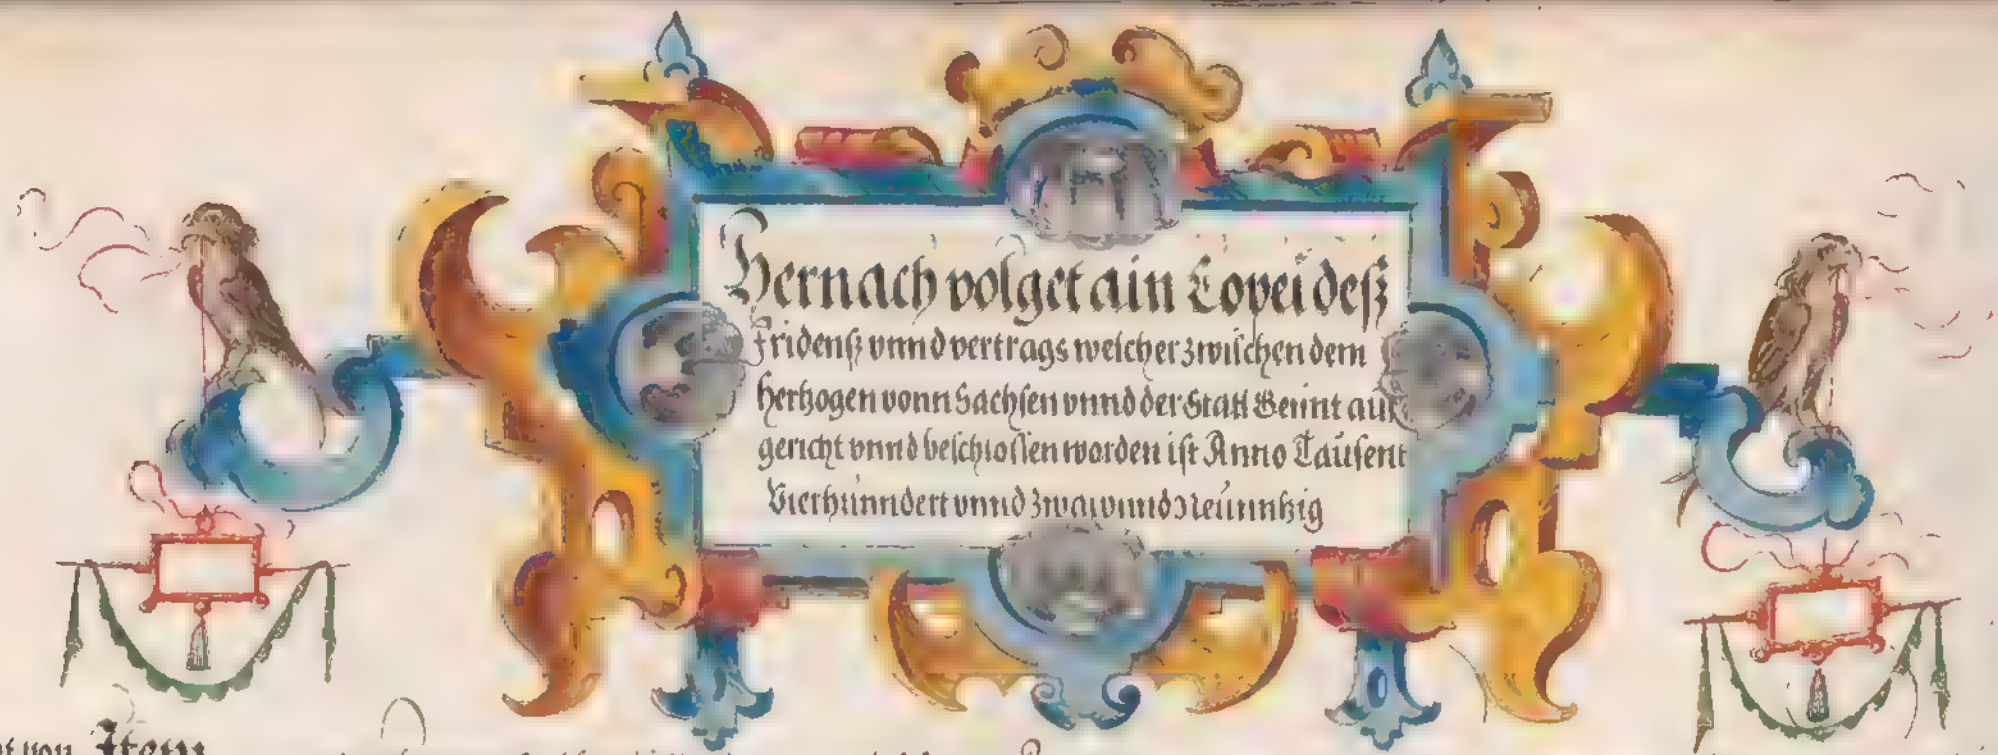 Hernach volget ain Copei deß
Fridenß vnnd vertrags welcher zwischen dem
Hertzogen vonn Sachsen vnnd der Statt Gennt auf
gericht vnnd beschlossen worden ist Anno Tausent
Vierhunndert vnnd zwaivnnd Neunntzig
Item